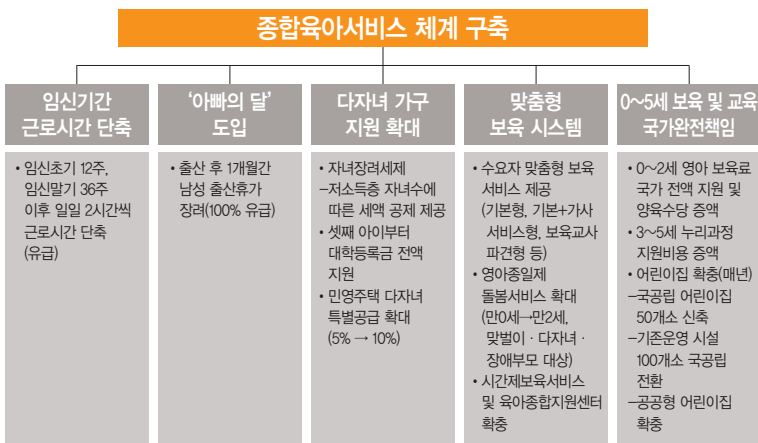 종합육아서비스 체계 구축
임신기간
근로시간 단축
• 임신초기 12주,
임신말기 36주
이후 일일 2시간씩
근로시간 단축
(유급)
‘아빠의 달’
도입
• 출산 후 1개월간
남성 출산휴가
장려(100% 유급)
다자녀 가구
지원 확대
• 자녀장려세제
–저소득층 자녀수에
따른 세액 공제 제공
• 셋째 아이부터
대학등록금 전액
지원
• 민영주택 다자녀
특별공급 확대
(5% → 10%)
맞춤형
보육 시스템
• 수요자 맞춤형 보육
서비스 제공
(기본형, 기본+가사
서비스형, 보육교사
파견형 등)
• 영아종일제
돌봄서비스 확대
(만0세→만2세,
맞벌이 · 다자녀 ·
장애부모 대상)
• 시간제보육서비스
및 육아종합지원센터
확충
0~5세 보육 및 교육
국가완전책임
• 0~2세 영아 보육료
국가 전액 지원 및
양육수당 증액
• 3~5세 누리과정
지원비용 증액
• 어린이집 확충(매년)
–국공립 어린이집
50개소 신축
–기존운영 시설
100개소 국공립
전환
–공공형 어린이집
확충